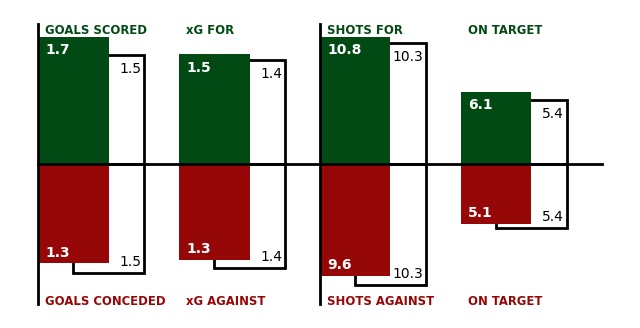 GOALS SCORED xG FOR SHOTS FOR ON TARGET
1.7 1.5 1.5 1.4 10.8 10.3 6.1 5.4
1.3 1.5 1.3 1.4 9.6 10.3 5.1 5.4
GOALS CONCEDED xG AGAINST SHOTS AGAINST ON TARGET